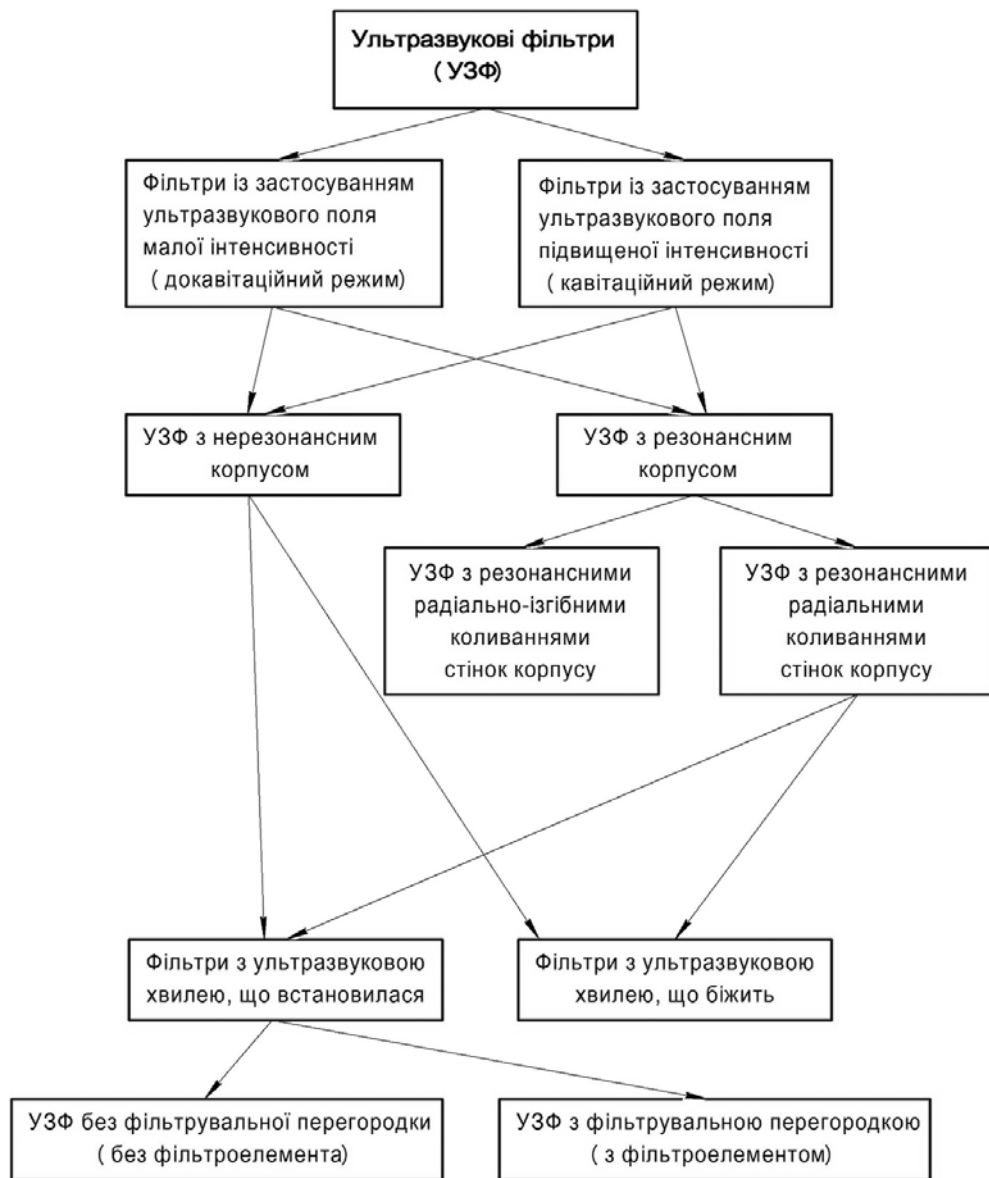 Ультразвукові фільтри
( УЗФ)
Фільтри із застосуванням
ультразвукового поля
малої інтенсивності
( докавітаційний режим)
Фільтри із застосуванням
ультразвукового поля
підвищеної інтенсивності
( кавітаційний режим)
УЗФ з нерезонансним
корпусом
УЗФ з резонансним
корпусом
УЗФ з резонансними
радіально-ізгібними
коливаннями
стінок корпусу
УЗФ з резонансними
радіальними
коливаннями
стінок корпусу
Фільтри з ультразвуковою
хвилею, що встановилася
Фільтри з ультразвуковою
хвилею, що біжить
УЗФ без фільтрувальної перегородки
( без фільтроелемента)
УЗФ з фільтрувальною перегородкою
( з фільтроелементом)